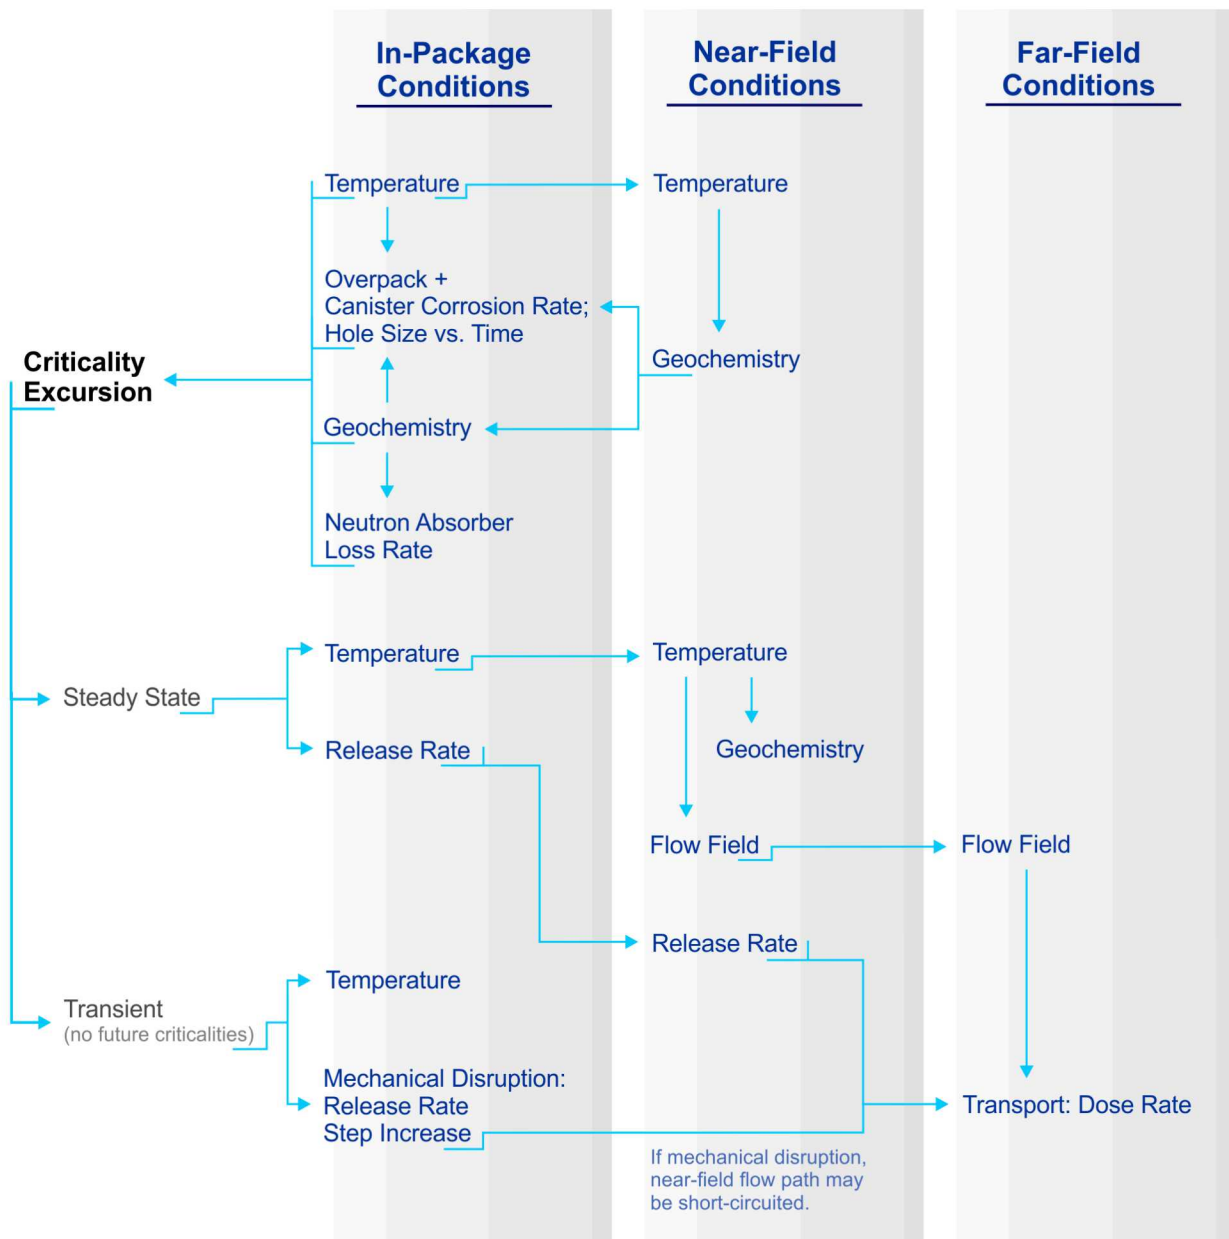 In-Package
Conditions
Near-Field
Conditions
Far-Field
Conditions
Temperature
Temperature
Overpack +
Canister Corrosion Rate;
Hole Size vs. Time
Criticality
Excursion
Geochemistry
Geochemistry
Neutron Absorber
Loss Rate
Temperature
Temperature
Steady State
Release Rate
Geochemistry
Flow Field
Flow Field
Release Rate
Temperature
Transient
(no future criticalities)
Mechanical Disruption:
Release Rate
Step Increase
Transport: Dose Rate
If mechanical disruption,
near-field flow path may
be short-circuited.